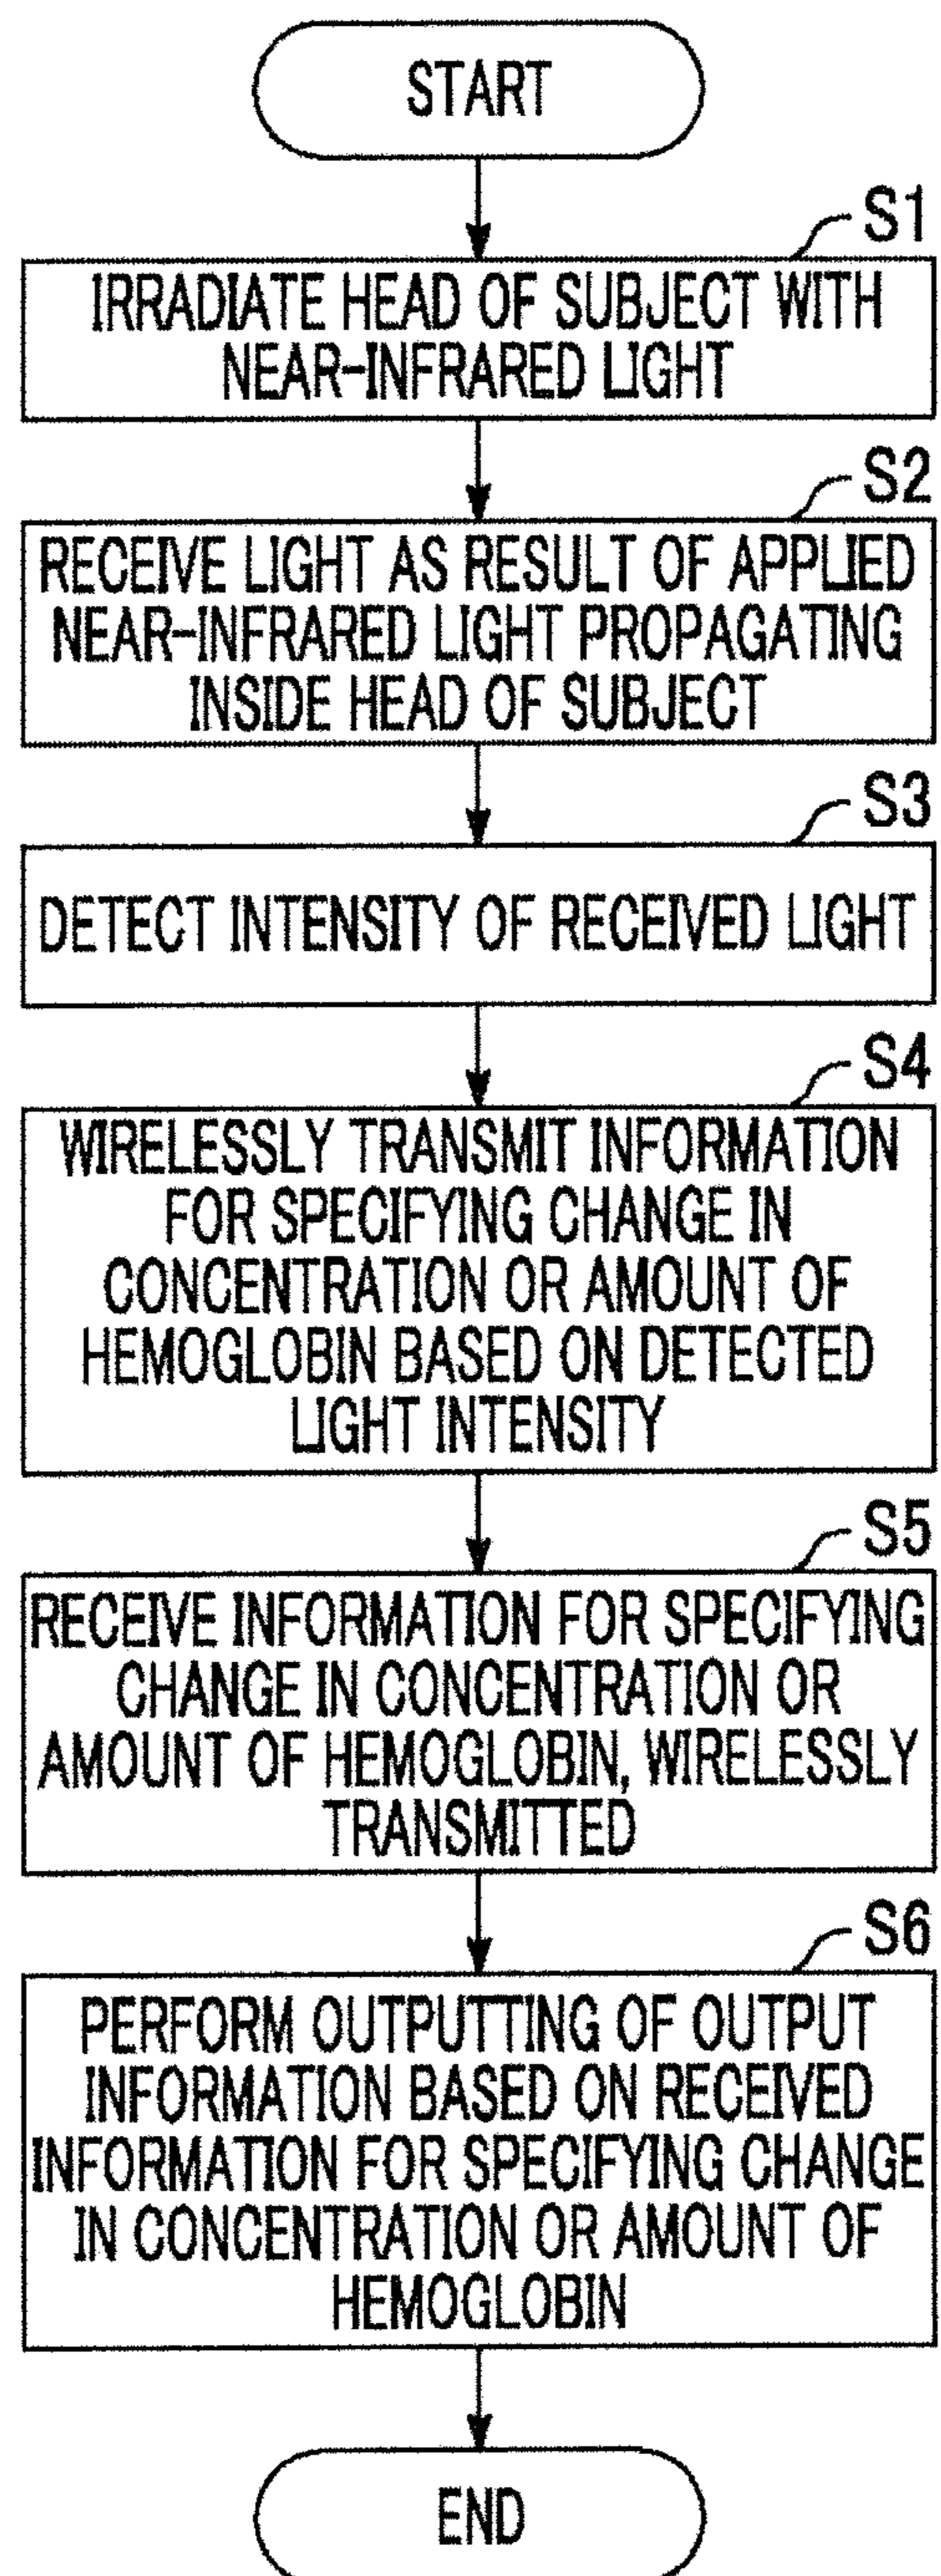 START
S1
IRRADIATE HEAD OF SUBJECT WITH
NEAR-INFRARED LIGHT
S2
RECEIVE LIGHT AS RESULT OF APPLIED
NEAR-INFRARED LIGHT PROPAGATING
INSIDE HEAD OF SUBJECT
S3
DETECT INTENSITY OF RECEIVED LIGHT
S4
WIRELESSLY TRANSMIT INFORMATION
FOR SPECIFYING CHANGE IN
CONCENTRATION OR AMOUNT OF
HEMOGLOBIN BASED ON DETECTED
LIGHT INTENSITY
S5
RECEIVE INFORMATION FOR SPECIFYING
CHANGE IN CONCENTRATION OR
AMOUNT OF HEMOGLOBIN, WIRELESSLY
TRANSMITTED
S6
PERFORM OUTPUTTING OF OUTPUT
INFORMATION BASED ON RECEIVED
INFORMATION FOR SPECIFYING CHANGE
IN CONCENTRATION OR AMOUNT OF
HEMOGLOBIN
END